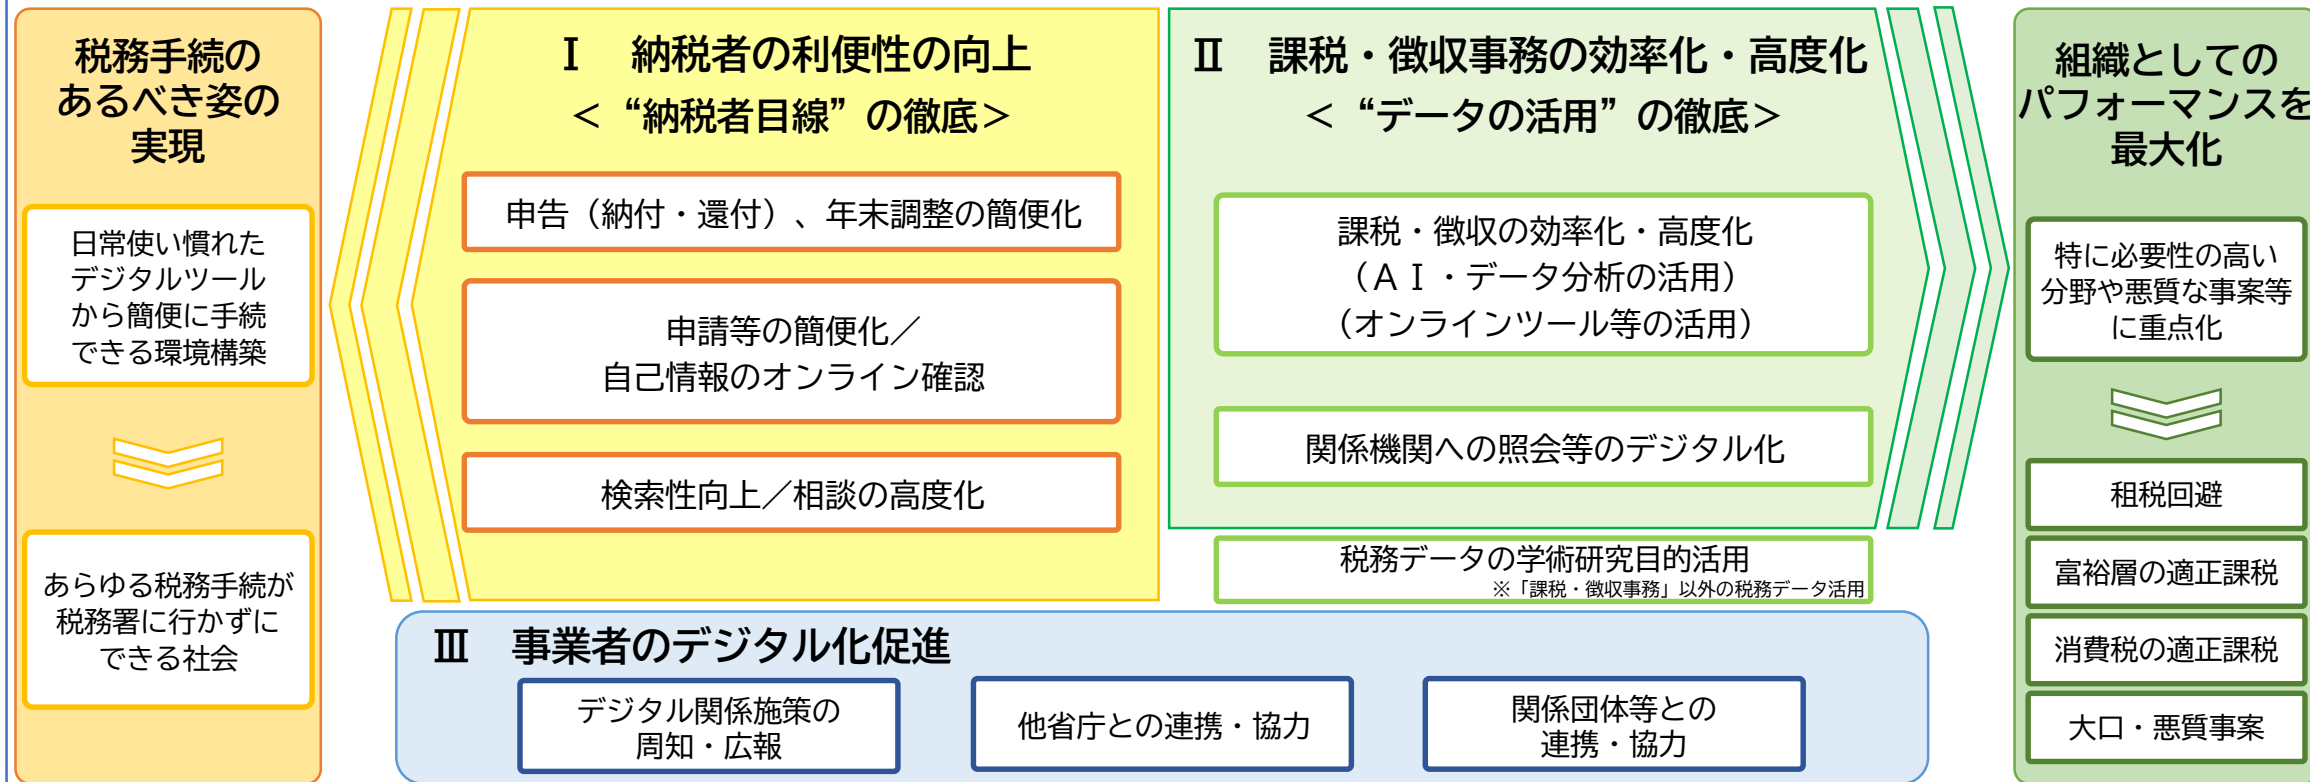 税務手続の
あるべき姿の
実現
日常使い慣れた
デジタルツール
から簡便に手続
できる環境構築
あらゆる税務手続が
税務署に行かずに
できる社会
Ⅰ　納税者の利便性の向上
＜“納税者目線”の徹底＞
申告（納付・還付）、年末調整の簡便化
申請等の簡便化／
自己情報のオンライン確認
検索性向上／相談の高度化
Ⅱ　課税・徴収事務の効率化・高度化
＜“データの活用”の徹底＞
課税・徴収の効率化・高度化
（ＡＩ・データ分析の活用）
（オンラインツール等の活用）
関係機関への照会等のデジタル化
税務データの学術研究目的活用
※「課税・徴収事務」以外の税務データ活用
Ⅲ　事業者のデジタル化促進
デジタル関係施策の
周知・広報
他省庁との連携・協力
関係団体等との
連携・協力
組織としての
パフォーマンスを
最大化
特に必要性の高い
分野や悪質な事案等
に重点化
租税回避
富裕層の適正課税
消費税の適正課税
大口・悪質事案